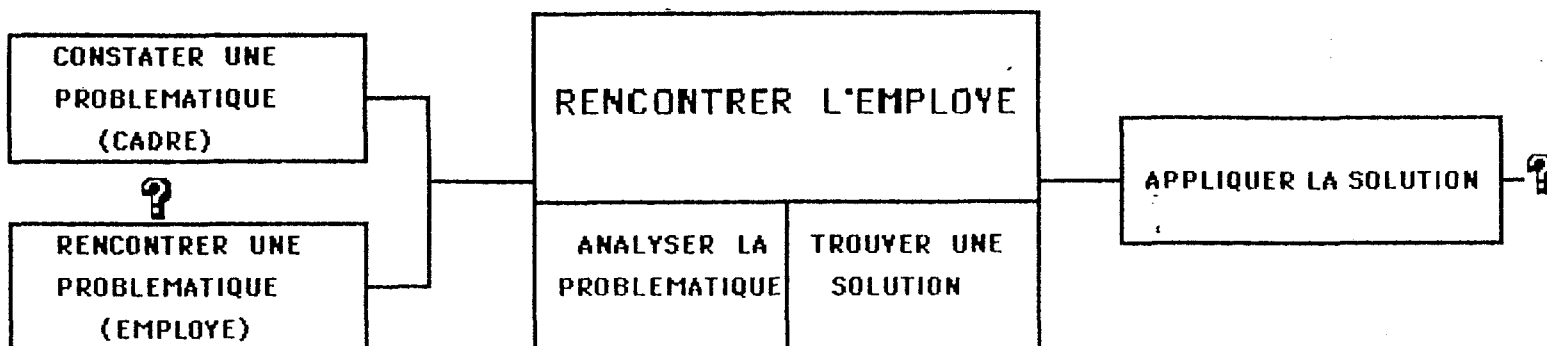 CONSTATER UNE
PROBLEMATIQUE
(CADRE)
?
RENCONTRER UNE
PROBLEMATIQUE
(EMPLOYE)
RENCONTRER L'EMPLOYE
ANALYSER LA
PROBLEMATIQUE
TROUVER UNE
SOLUTION
APPLIQUER LA SOLUTION
?